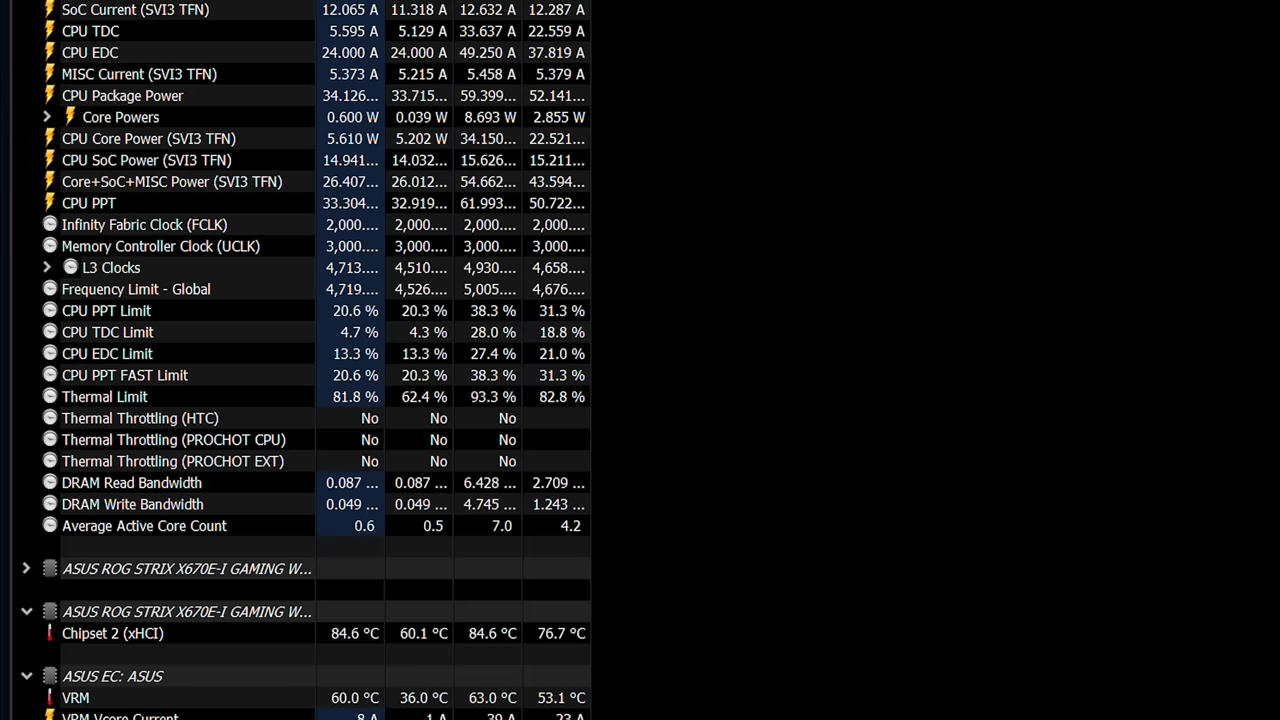 SoC Current (SVI3 TFN) 12.065 A 11.318 A 12.632 A 12.287 A
CPU TDC 5.595 A 5.129 A 33.637 A 22.559 A
CPU EDC 24.000 A 24.000 A 49.250 A 37.819 A
MISC Current (SVI3 TFN) 5.373 A 5.215 A 5.458 A 5.379 A
CPU Package Power 34.126... 33.715... 59.399... 52.141...
Core Powers 0.600 W 0.039 W 8.693 W 2.855 W
CPU Core Power (SVI3 TFN) 5.610 W 5.202 W 34.150... 22.521...
CPU SoC Power (SVI3 TFN) 14.941... 14.032... 15.626... 15.211...
Core+SoC+MISC Power (SVI3 TFN) 26.407... 26.012... 54.662... 43.594...
CPU PPT 33.304... 32.919... 61.993... 50.722...
Infinity Fabric Clock (FCLK) 2,000.... 2,000.... 2,000.... 2,000....
Memory Controller Clock (UCLK) 3,000.... 3,000.... 3,000.... 3,000....
L3 Clocks 4,713.... 4,510.... 4,930.... 4,658....
Frequency Limit - Global 4,719.... 4,526.... 5,005.... 4,676....
CPU PPT Limit 20.6 % 20.3 % 38.3 % 31.3 %
CPU TDC Limit 4.7 % 4.3 % 28.0 % 18.8 %
CPU EDC Limit 13.3 % 13.3 % 27.4 % 21.0 %
CPU PPT FAST Limit 20.6 % 20.3 % 38.3 % 31.3 %
Thermal Limit 81.8 % 62.4 % 93.3 % 82.8 %
Thermal Throttling (HTC) No No No
Thermal Throttling (PROCHOT CPU) No No No
Thermal Throttling (PROCHOT EXT) No No No
DRAM Read Bandwidth 0.087 ... 0.087 ... 6.428 ... 2.709 ...
DRAM Write Bandwidth 0.049 ... 0.049 ... 4.745 ... 1.243 ...
Average Active Core Count 0.6 0.5 7.0 4.2
ASUS ROG STRIX X670E-I GAMING W...
ASUS ROG STRIX X670E-I GAMING W...
Chipset 2 (xHCI) 84.6 °C 60.1 °C 84.6 °C 76.7 °C
ASUS EC: ASUS
VRM 60.0 °C 36.0 °C 63.0 °C 53.1 °C
VRM Vcore Current 8 A 1 A 39 A 23 A